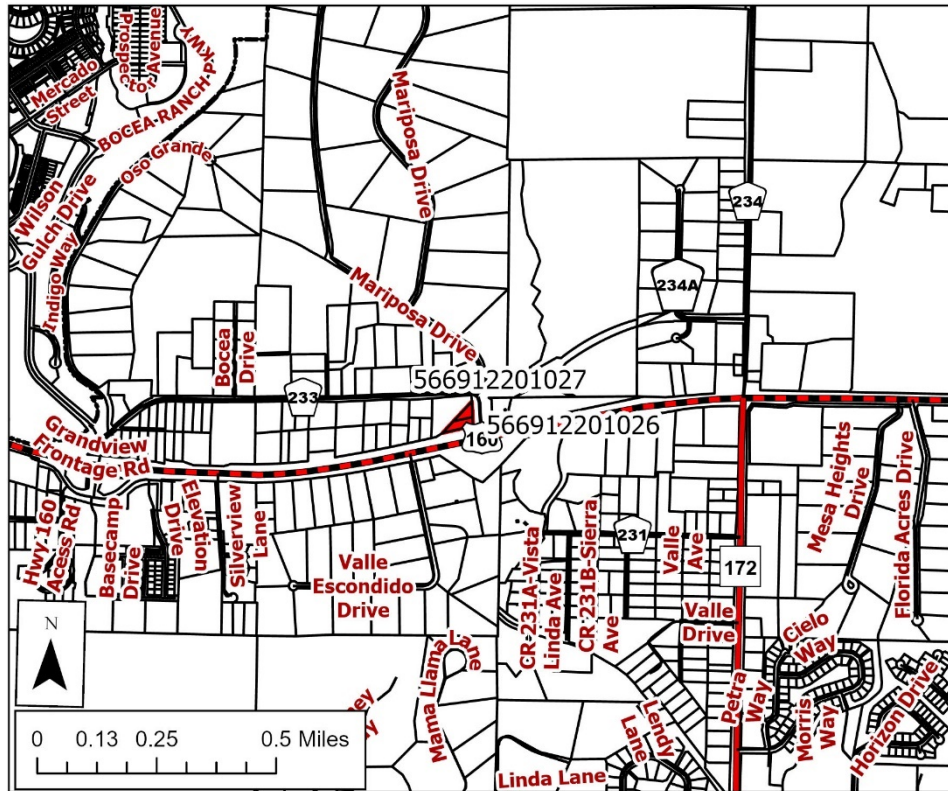 Prospector Avenue
Mercado
Street
BOCEA RANCH PKWY
Oso Grande
Wilson
Gulch Drive
Indigo Way
Mariposa Drive
Mariposa Drive
234
234A
Bocea
Drive
233
566912201027
566912201026
160
Grandview
Frontage Rd
Hwy 160
Acess Rd
Basecamp
Drive
Elevation
Drive
Silverview
Lane
Valle
Escondido
Drive
CR 231A-Vista
Linda Ave
CR 231B-Sierra
Ave
231
Valle
Ave
172
Valle
Drive
Mesa Heights
Drive
Florida Acres Drive
Cielo
Way
Petra
Way
Morris
Way
Horizon Drive
Mama Llama Lane
Lendy
Lane
Linda Lane
N
0 0.13 0.25 0.5 Miles